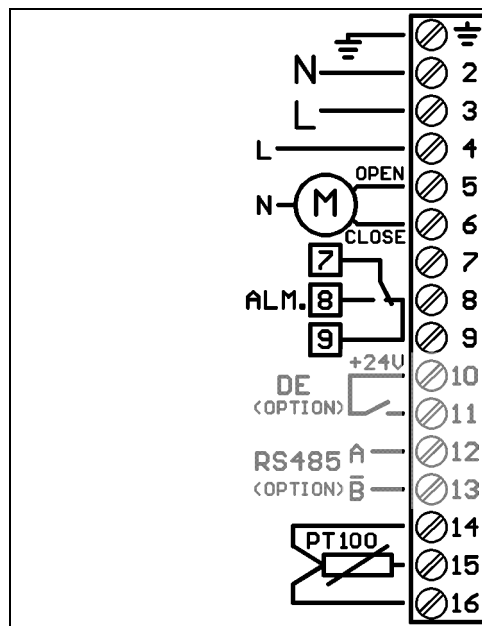 N 2
L 3
L 4
OPEN 5
N M
CLOSE 6
7 7
ALM. 8 8
9 9
+24V 10
DE
(OPTION) 11
RS485 A 12
(OPTION) B̅ 13
14
PT100
15
16